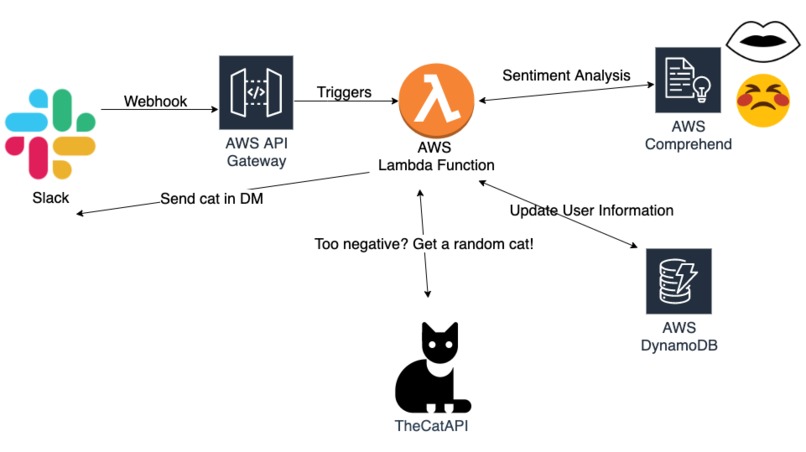 Webhook
Triggers
Sentiment Analysis
AWS API
Gateway
AWS
Lambda Function
AWS
Comprehend
Slack
Send cat in DM
Update User Information
Too negative? Get a random cat!
AWS
DynamoDB
TheCatAPI